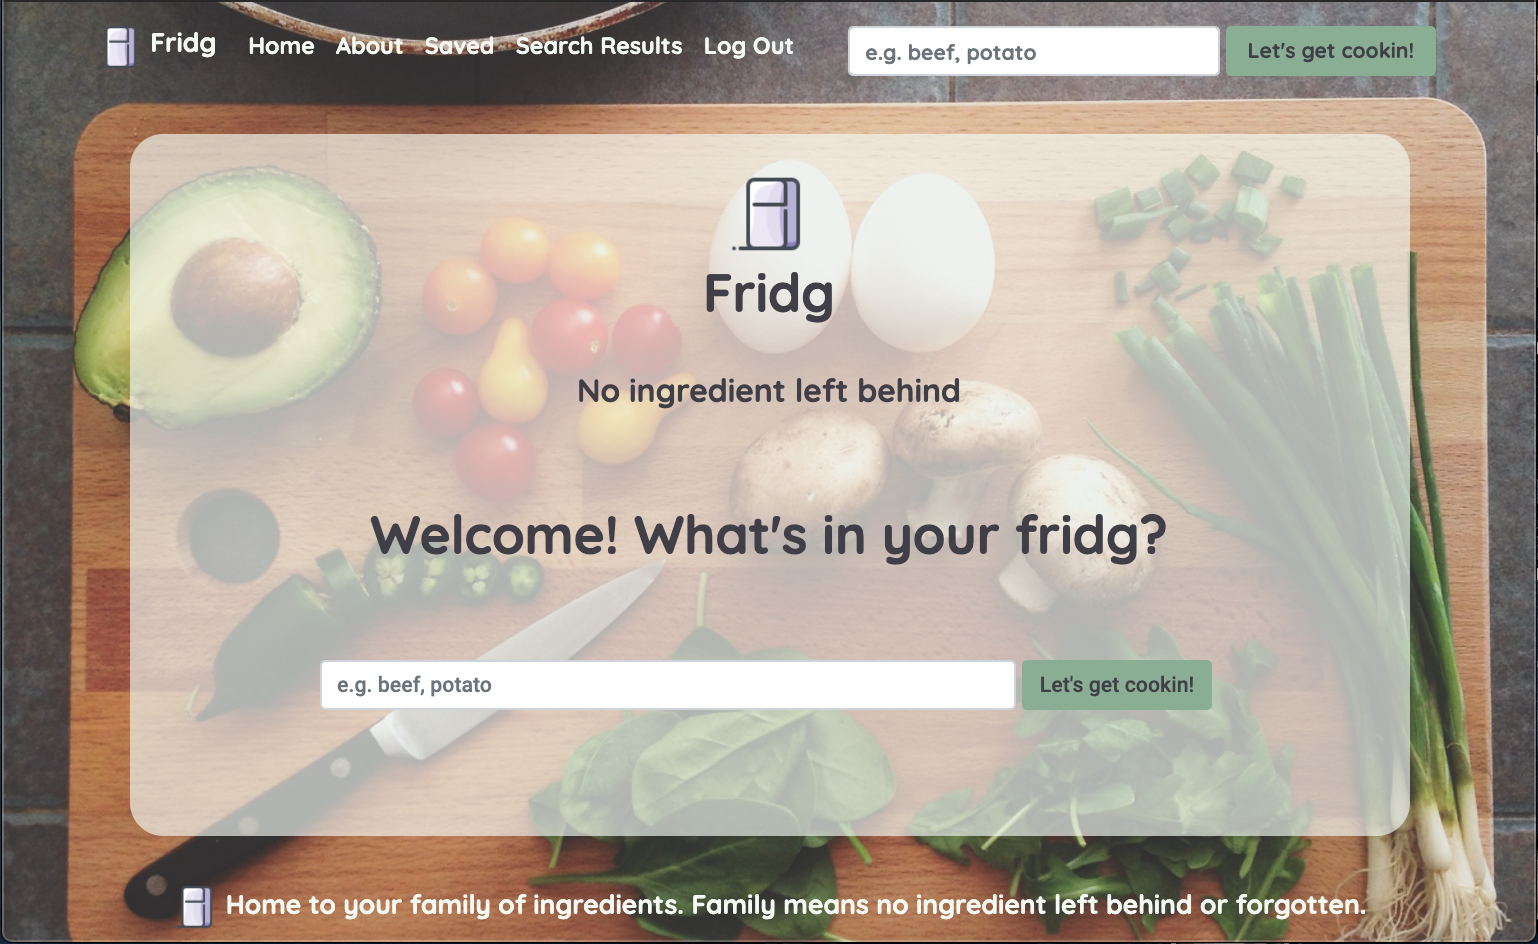 Fridg Home About Saved Search Results Log Out e.g. beef, potato Let's get cookin!
Fridg
No ingredient left behind
Welcome! What's in your fridg?
e.g. beef, potato Let's get cookin!
Home to your family of ingredients. Family means no ingredient left behind or forgotten.